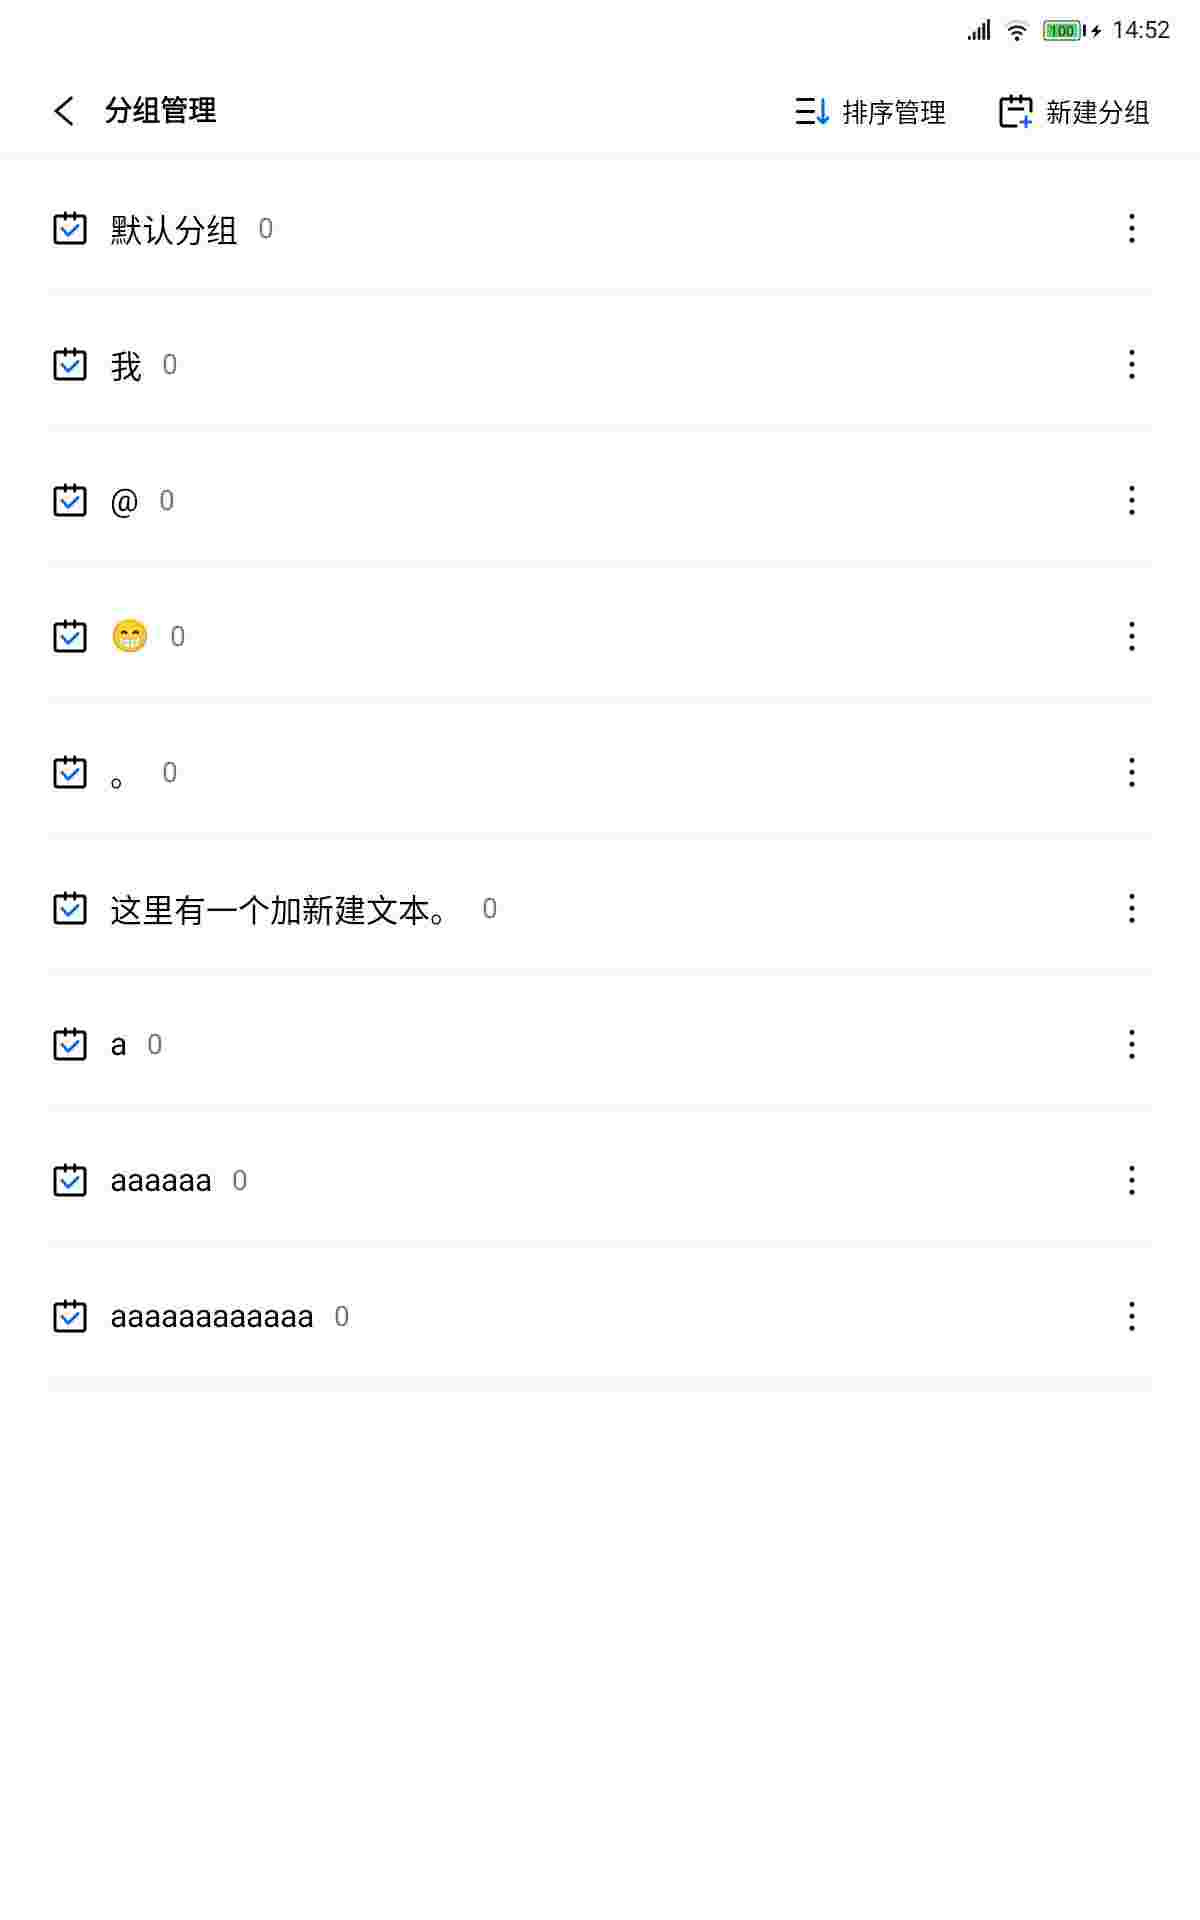 100 14:52
分组管理 排序管理 新建分组
默认分组 0
我 0
@ 0
😁 0
。 0
这里有一个加新建文本。 0
a 0
aaaaaa 0
aaaaaaaaaaaa 0